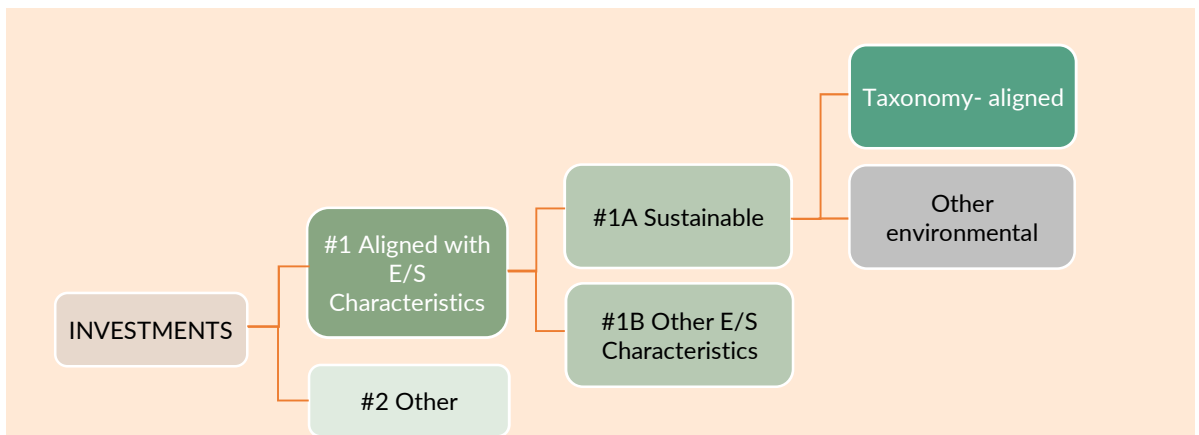 INVESTMENTS
#1 Aligned with
E/S
Characteristics
#2 Other
#1A Sustainable
#1B Other E/S
Characteristics
Taxonomy- aligned
Other
environmental